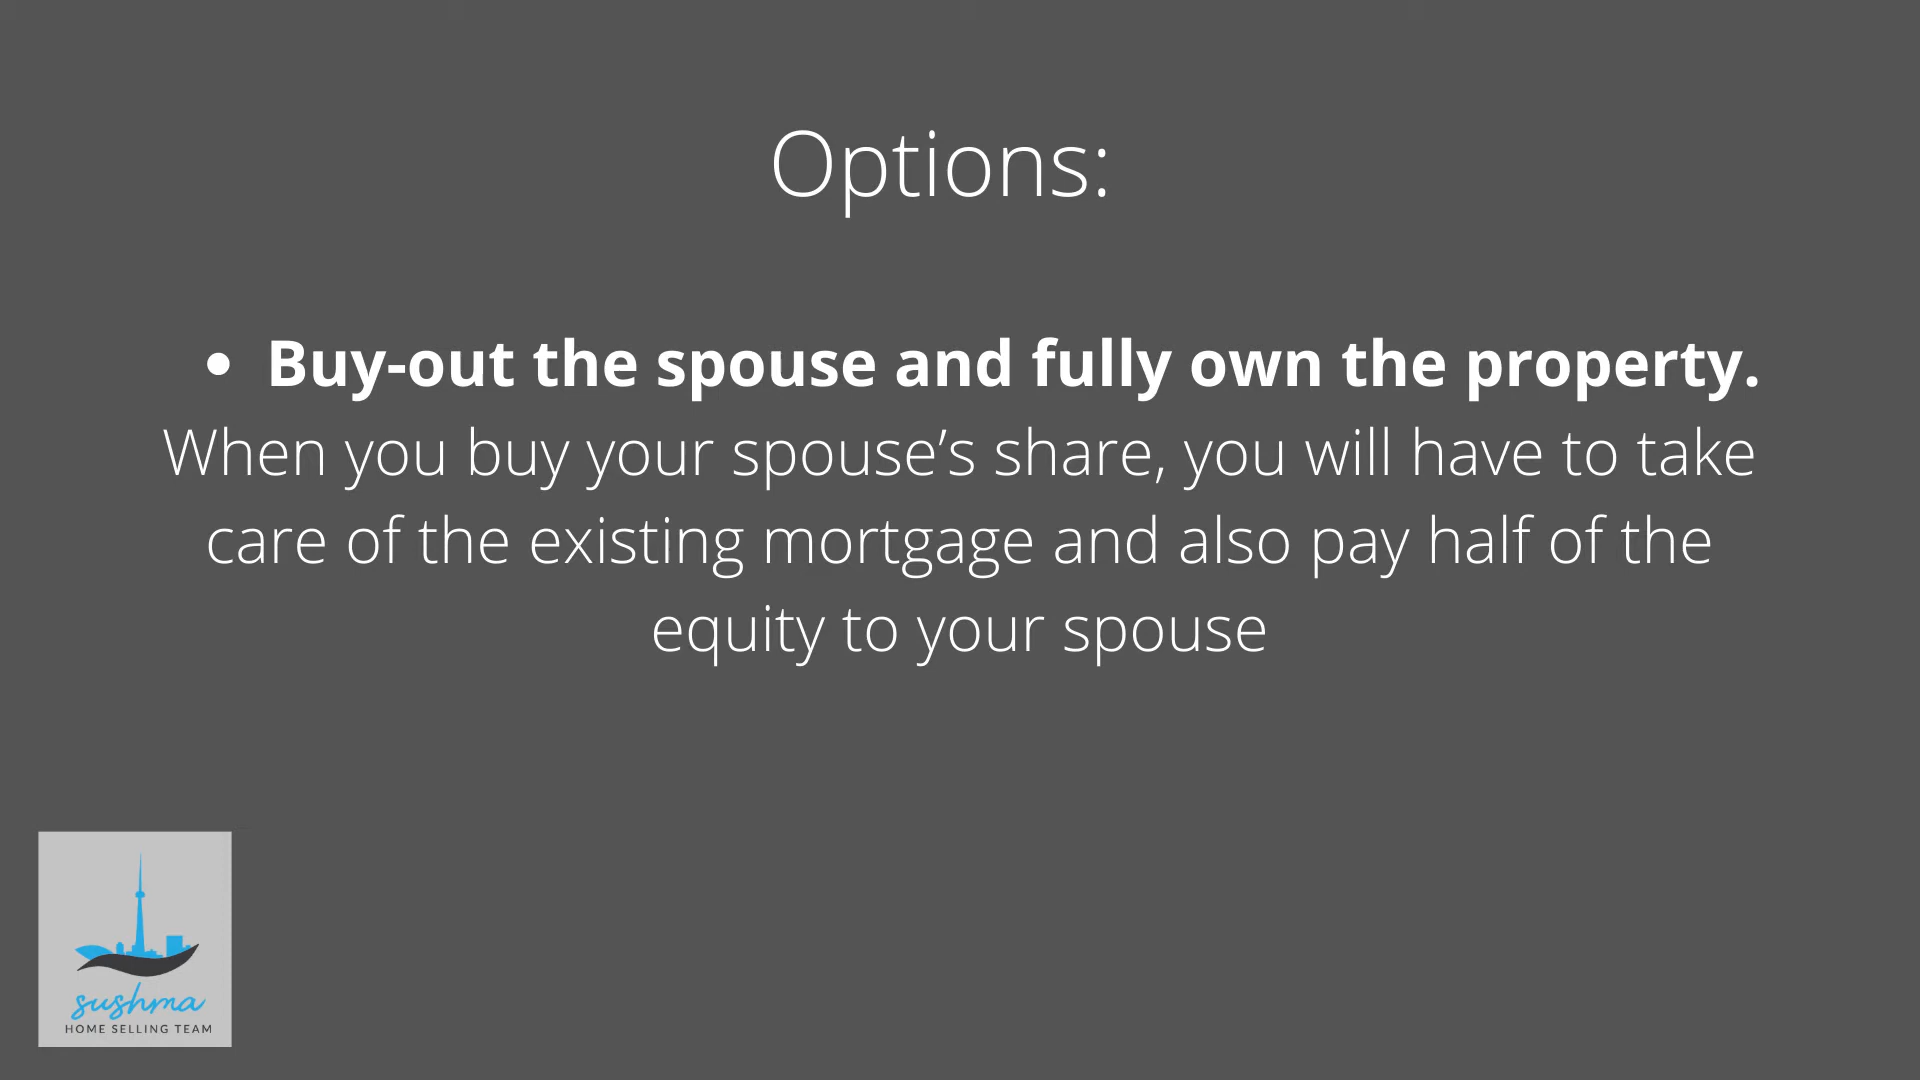 Options:
• Buy-out the spouse and fully own the property.
When you buy your spouse’s share, you will have to take
care of the existing mortgage and also pay half of the
equity to your spouse
sushma
HOME SELLING TEAM